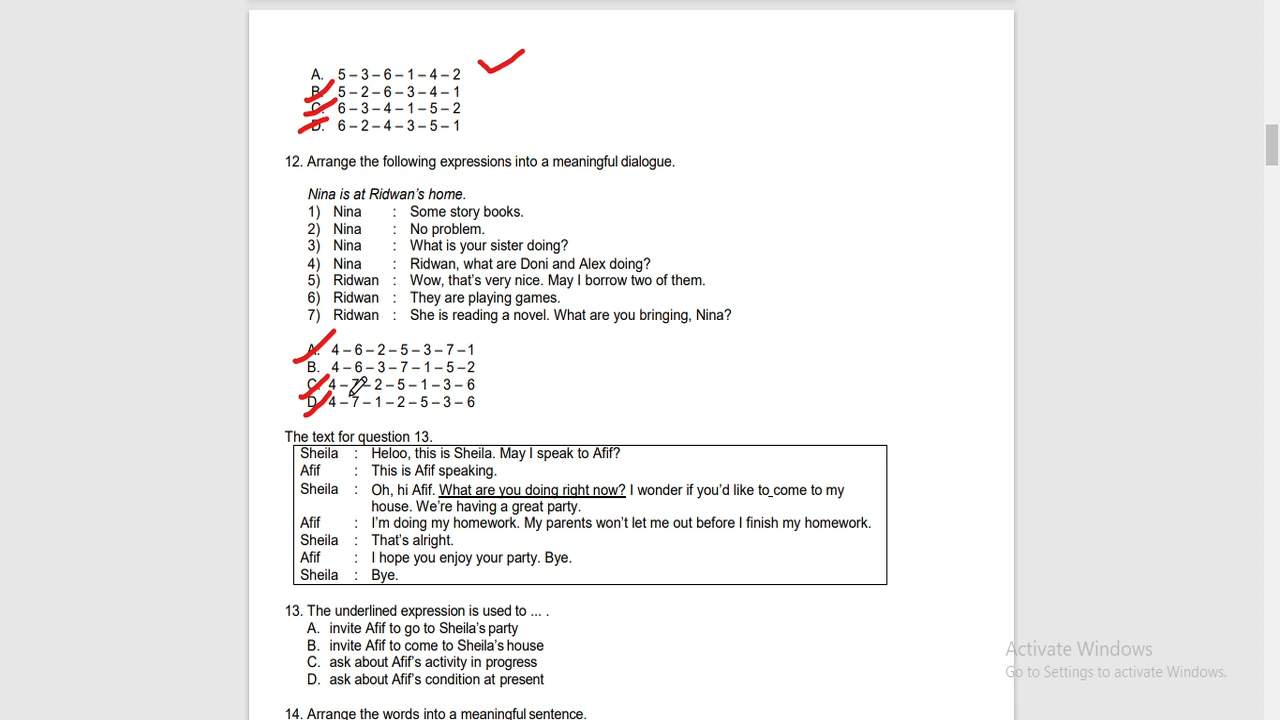 A. 5 – 3 – 6 – 1 – 4 – 2
B. 5 – 2 – 6 – 3 – 4 – 1
C. 6 – 3 – 4 – 1 – 5 – 2
D. 6 – 2 – 4 – 3 – 5 – 1
12. Arrange the following expressions into a meaningful dialogue.
Nina is at Ridwan's home.
1) Nina : Some story books.
2) Nina : No problem.
3) Nina : What is your sister doing?
4) Nina : Ridwan, what are Doni and Alex doing?
5) Ridwan : Wow, that's very nice. May I borrow two of them.
6) Ridwan : They are playing games.
7) Ridwan : She is reading a novel. What are you bringing, Nina?
A. 4 – 6 – 2 – 5 – 3 – 7 – 1
B. 4 – 6 – 3 – 7 – 1 – 5 – 2
C. 4 – 7 – 2 – 5 – 1 – 3 – 6
D. 4 – 7 – 1 – 2 – 5 – 3 – 6
The text for question 13.
Sheila : Heloo, this is Sheila. May I speak to Afif?
Afif : This is Afif speaking.
Sheila : Oh, hi Afif. What are you doing right now? I wonder if you'd like to come to my
house. We're having a great party.
Afif : I'm doing my homework. My parents won't let me out before I finish my homework.
Sheila : That's alright.
Afif : I hope you enjoy your party. Bye.
Sheila : Bye.
13. The underlined expression is used to ... .
A. invite Afif to go to Sheila's party
B. invite Afif to come to Sheila's house
C. ask about Afif's activity in progress
D. ask about Afif's condition at present
14. Arrange the words into a meaningful sentence.
Activate Windows
Go to Settings to activate Windows.